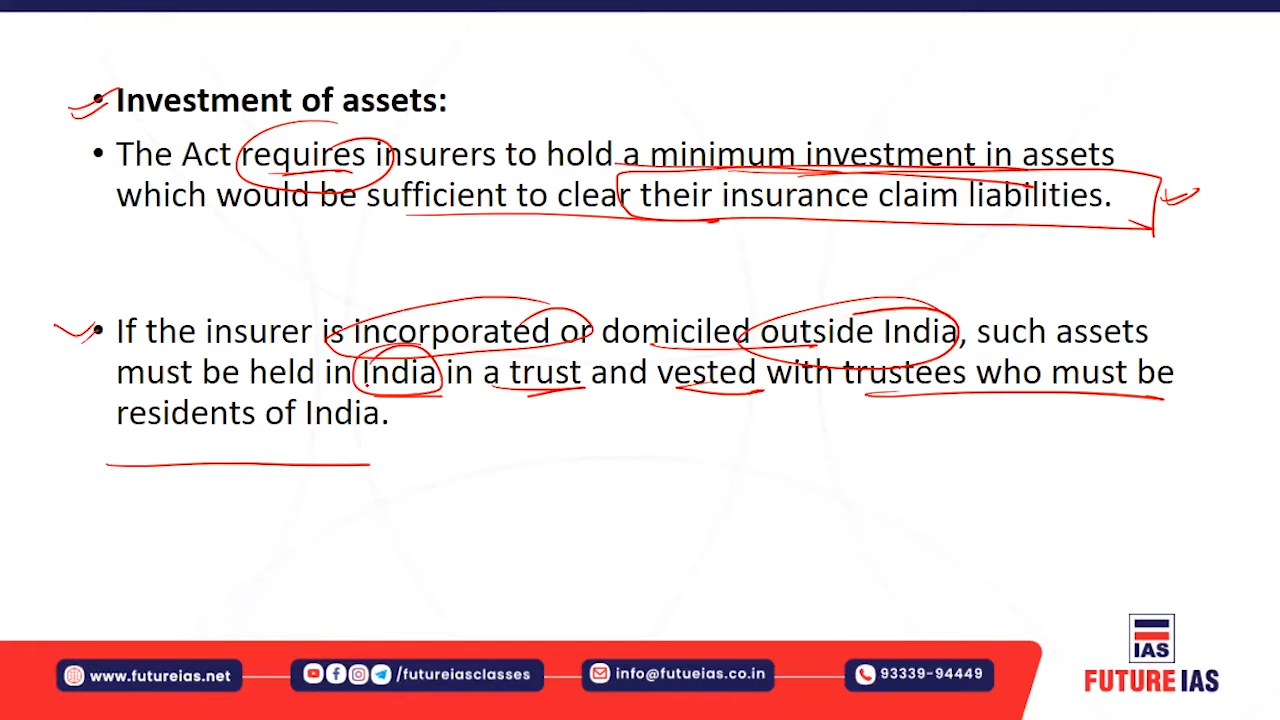 • Investment of assets:
• The Act requires insurers to hold a minimum investment in assets
which would be sufficient to clear their insurance claim liabilities.
• If the insurer is incorporated or domiciled outside India, such assets
must be held in India in a trust and vested with trustees who must be
residents of India.
IAS
FUTURE IAS
www.futureias.net
/futureiasclasses
info@futueias.co.in
93339-94449